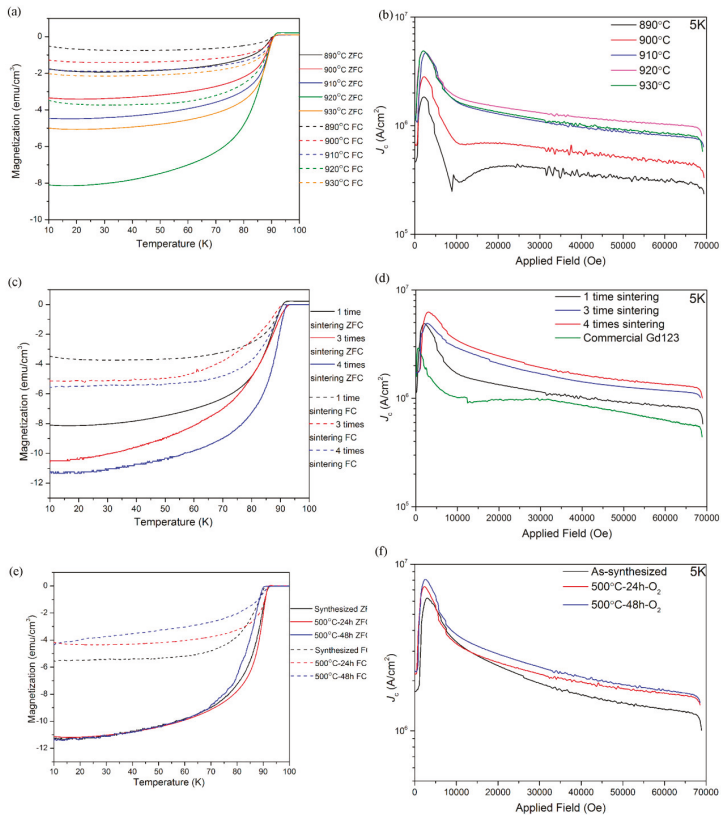 (a)
Magnetization (emu/cm³)
0
-2
-4
-6
-8
-10
10 20 30 40 50 60 70 80 90 100
Temperature (K)
890°C ZFC
900°C ZFC
910°C ZFC
920°C ZFC
930°C ZFC
890°C FC
900°C FC
910°C FC
920°C FC
930°C FC
(b)
Jc (A/cm²)
10⁷
10⁶
10⁵
0 10000 20000 30000 40000 50000 60000 70000
Applied Field (Oe)
5K
890°C
900°C
910°C
920°C
930°C
(c)
Magnetization (emu/cm³)
0
-2
-4
-6
-8
-10
-12
10 20 30 40 50 60 70 80 90 100
Temperature (K)
1 time
sintering ZFC
3 times
sintering ZFC
4 times
sintering ZFC
1 time
sintering FC
3 times
sintering FC
4 times
sintering FC
(d)
Jc (A/cm²)
10⁷
10⁶
10⁵
0 10000 20000 30000 40000 50000 60000 70000
Applied Field (Oe)
5K
1 time sintering
3 times sintering
4 times sintering
Commercial Gd123
(e)
Magnetization (emu/cm³)
0
-2
-4
-6
-8
-10
-12
10 20 30 40 50 60 70 80 90 100
Temperature (K)
Synthesized ZF
500°C-24h ZFC
500°C-48h ZFC
Synthesized F
500°C-24h FC
500°C-48h FC
(f)
Jc (A/cm²)
10⁷
10⁶
0 10000 20000 30000 40000 50000 60000 70000
Applied Field (Oe)
5K
As-synthesized
500°C-24h-O₂
500°C-48h-O₂